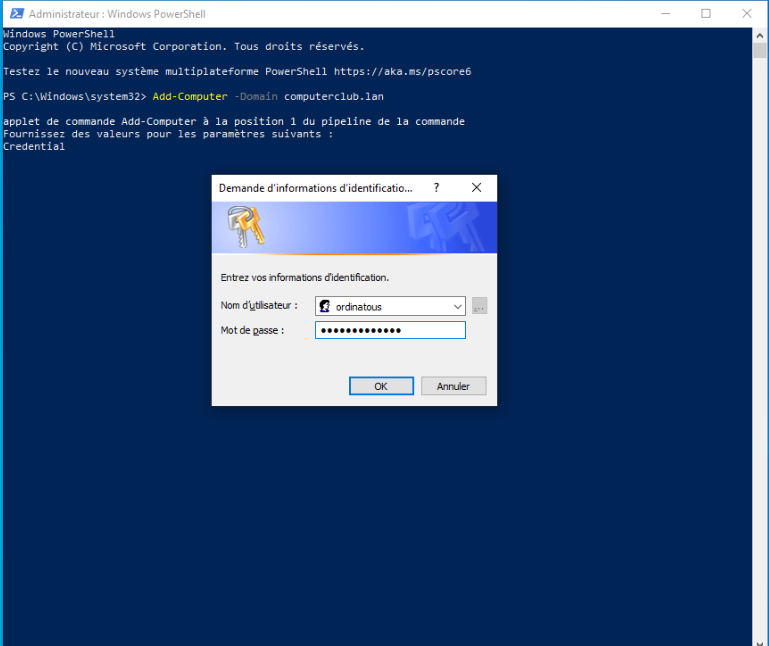 Administrateur : Windows PowerShell
Windows PowerShell
Copyright (C) Microsoft Corporation. Tous droits réservés.
Testez le nouveau système multiplateforme PowerShell https://aka.ms/pscore6
PS C:\Windows\system32> Add-Computer -Domain computerclub.lan
applet de commande Add-Computer à la position 1 du pipeline de la commande
Fournissez des valeurs pour les paramètres suivants :
Credential
Demande d'informations d'identificatio... ?
Entrez vos informations d'identification.
Nom d'utilisateur : ordinatous ...
Mot de passe : •••••••••••••
OK Annuler